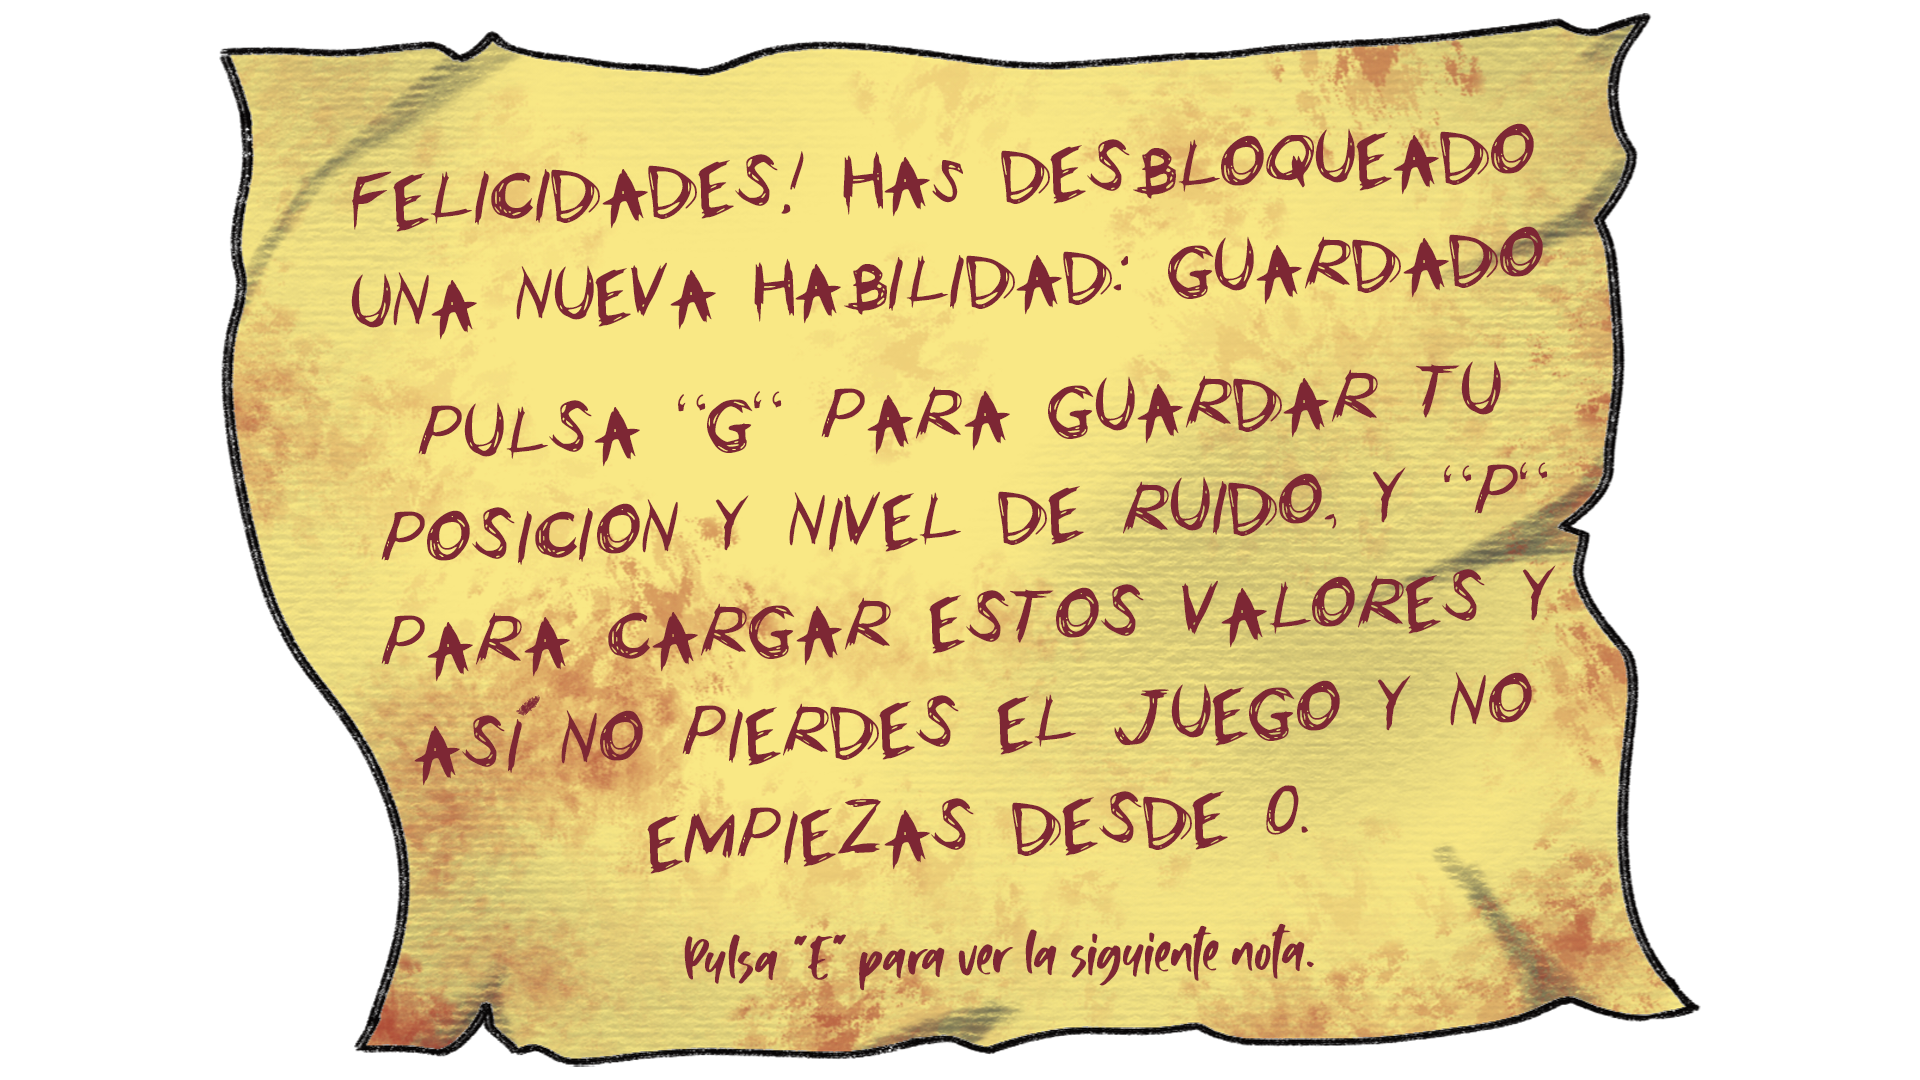 FELICIDADES! HAS DESBLOQUEADO
UNA NUEVA HABILIDAD: GUARDADO
PULSA “G“ PARA GUARDAR TU
POSICION Y NIVEL DE RUIDO, Y “P“
PARA CARGAR ESTOS VALORES Y
ASÍ NO PIERDES EL JUEGO Y NO
EMPIEZAS DESDE 0.
Pulsa "E" para ver la siguiente nota.